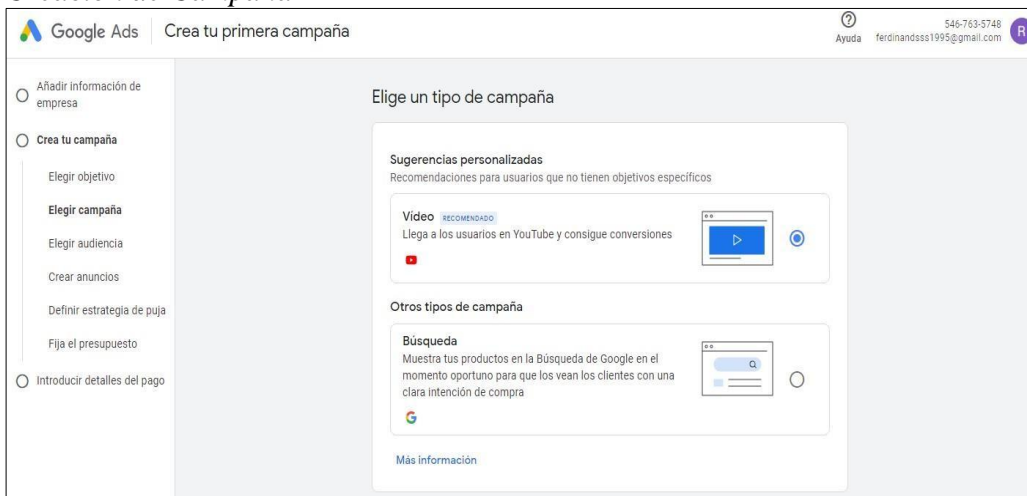 Creación de Campaña
Google Ads
Crea tu primera campaña
Ayuda
546-763-5748
ferdinandsss1995@gmail.com
R
Añadir información de
empresa
Crea tu campaña
Elegir objetivo
Elegir campaña
Elegir audiencia
Crear anuncios
Definir estrategia de puja
Fija el presupuesto
Introducir detalles del pago
Elige un tipo de campaña
Sugerencias personalizadas
Recomendaciones para usuarios que no tienen objetivos específicos
Vídeo RECOMENDADO
Llega a los usuarios en YouTube y consigue conversiones
Otros tipos de campaña
Búsqueda
Muestra tus productos en la Búsqueda de Google en el
momento oportuno para que los vean los clientes con una
clara intención de compra
G
Más información